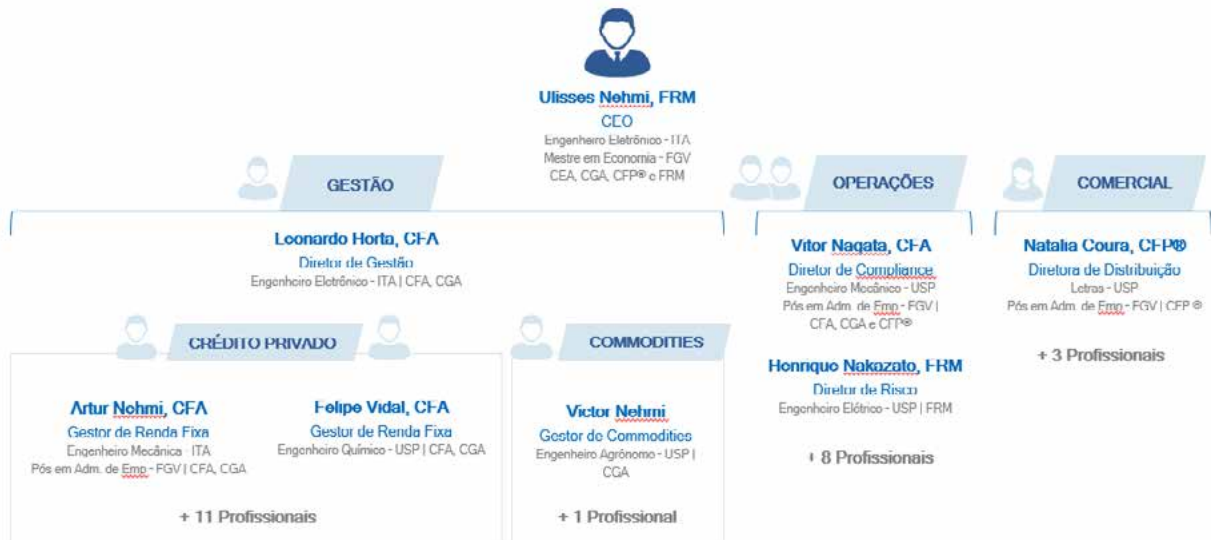 Ulisses Nehmi, FRM
CEO
Engenheiro Eletrônico - ITA
Mestre em Economia - FGV
CEA, CGA, CFP® e FRM
GESTÃO
Leonardo Horta, CFA
Diretor de Gestão
Engenheiro Eletrônico - ITA | CFA, CGA
CRÉDITO PRIVADO
Artur Nehmi, CFA
Gestor de Renda Fixa
Engenheiro Mecânica - ITA
Pós em Adm. de Emp - FGV | CFA, CGA
Felipe Vidal, CFA
Gestor de Renda Fixa
Engenheiro Químico - USP | CFA, CGA
+ 11 Profissionais
COMMODITIES
Victor Nehmi
Gestor de Commodities
Engenheiro Agrônomo - USP |
CGA
+ 1 Profissional
OPERAÇÕES
Vitor Nagata, CFA
Diretor de Compliance
Engenheiro Mecânico - USP
Pós em Adm. de Emp - FGV |
CFA, CGA e CFP®
Henrique Nakazato, FRM
Diretor de Risco
Engenheiro Elétrico - USP | FRM
+ 8 Profissionais
COMERCIAL
Natalia Coura, CFP®
Diretora de Distribuição
Letras - USP
Pós em Adm. de Emp - FGV | CFP ®
+ 3 Profissionais